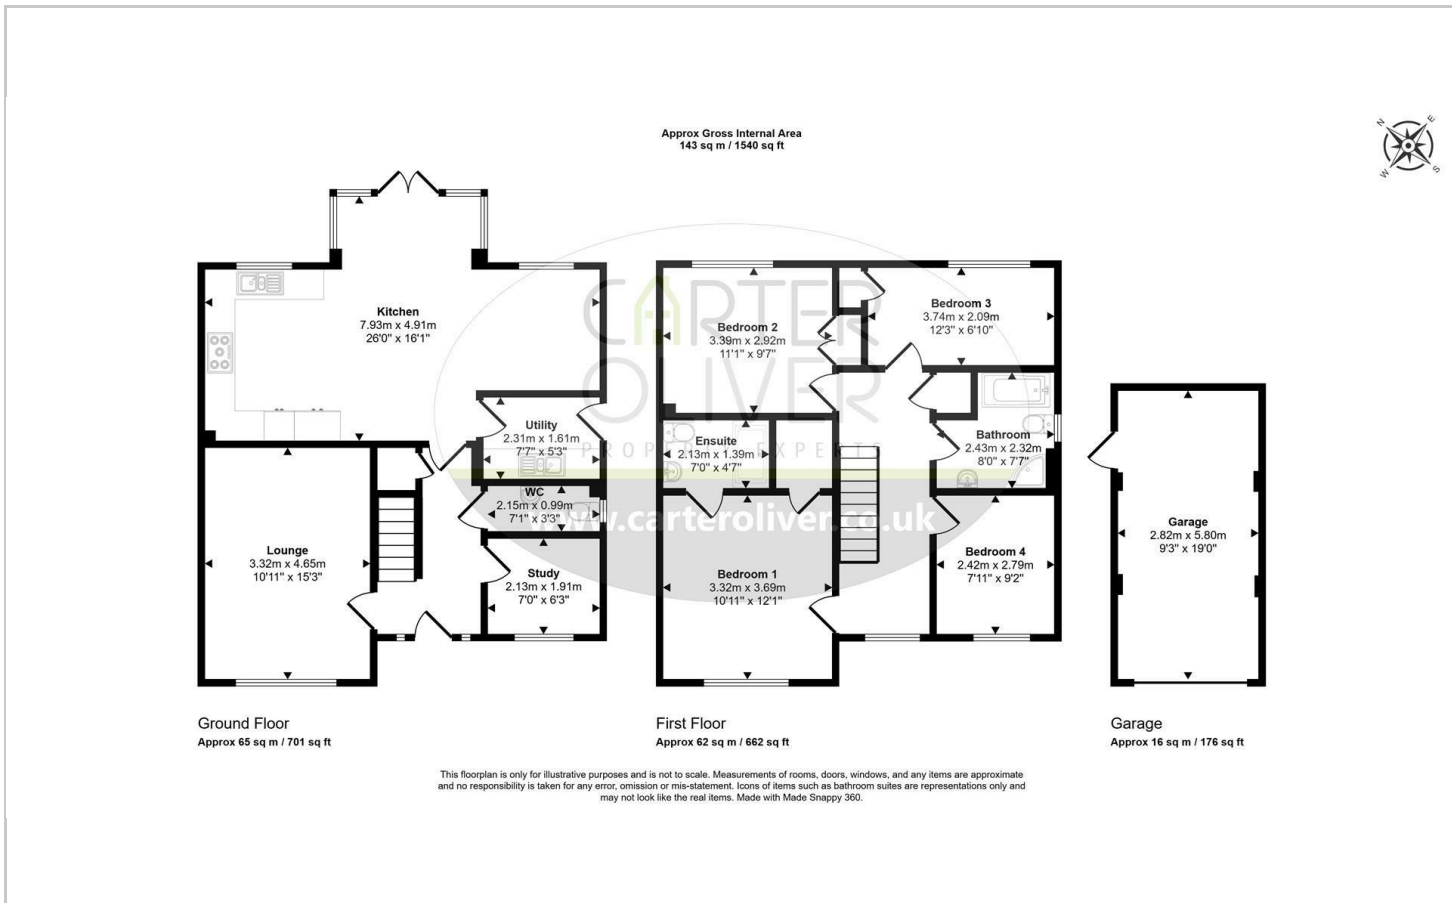 Approx Gross Internal Area
143 sq m / 1540 sq ft
N
E
W
S
Kitchen
7.93m x 4.91m
26'0" x 16'1"
Utility
2.31m x 1.61m
7'7" x 5'3"
WC
2.15m x 0.99m
7'1" x 3'3"
Lounge
3.32m x 4.65m
10'11" x 15'3"
Study
2.13m x 1.91m
7'0" x 6'3"
Bedroom 2
3.39m x 2.92m
11'1" x 9'7"
Bedroom 3
3.74m x 2.09m
12'3" x 6'10"
Ensuite
2.13m x 1.39m
7'0" x 4'7"
Bathroom
2.43m x 2.32m
8'0" x 7'7"
Bedroom 1
3.32m x 3.69m
10'11" x 12'1"
Bedroom 4
2.42m x 2.79m
7'11" x 9'2"
Garage
2.82m x 5.80m
9'3" x 19'0"
CARTER
OLIVER
PROPERTY EXPERTS
www.carteroliver.co.uk
Ground Floor
Approx 65 sq m / 701 sq ft
First Floor
Approx 62 sq m / 662 sq ft
Garage
Approx 16 sq m / 176 sq ft
This floorplan is only for illustrative purposes and is not to scale. Measurements of rooms, doors, windows, and any items are approximate
and no responsibility is taken for any error, omission or mis-statement. Icons of items such as bathroom suites are representations only and
may not look like the real items. Made with Made Snappy 360.